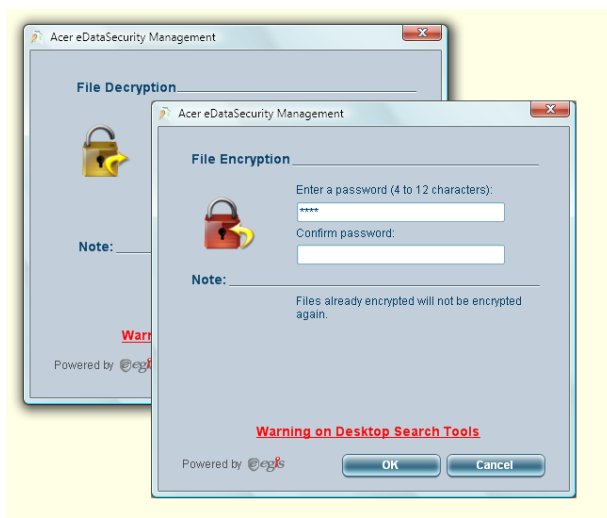 Acer eDataSecurity Management
File Decryption
Note:
Powered by egis
Acer eDataSecurity Management
File Encryption
Enter a password (4 to 12 characters):
****
Confirm password:
Note:
Files already encrypted will not be encrypted
again.
Warning on Desktop Search Tools
Powered by egis
OK
Cancel